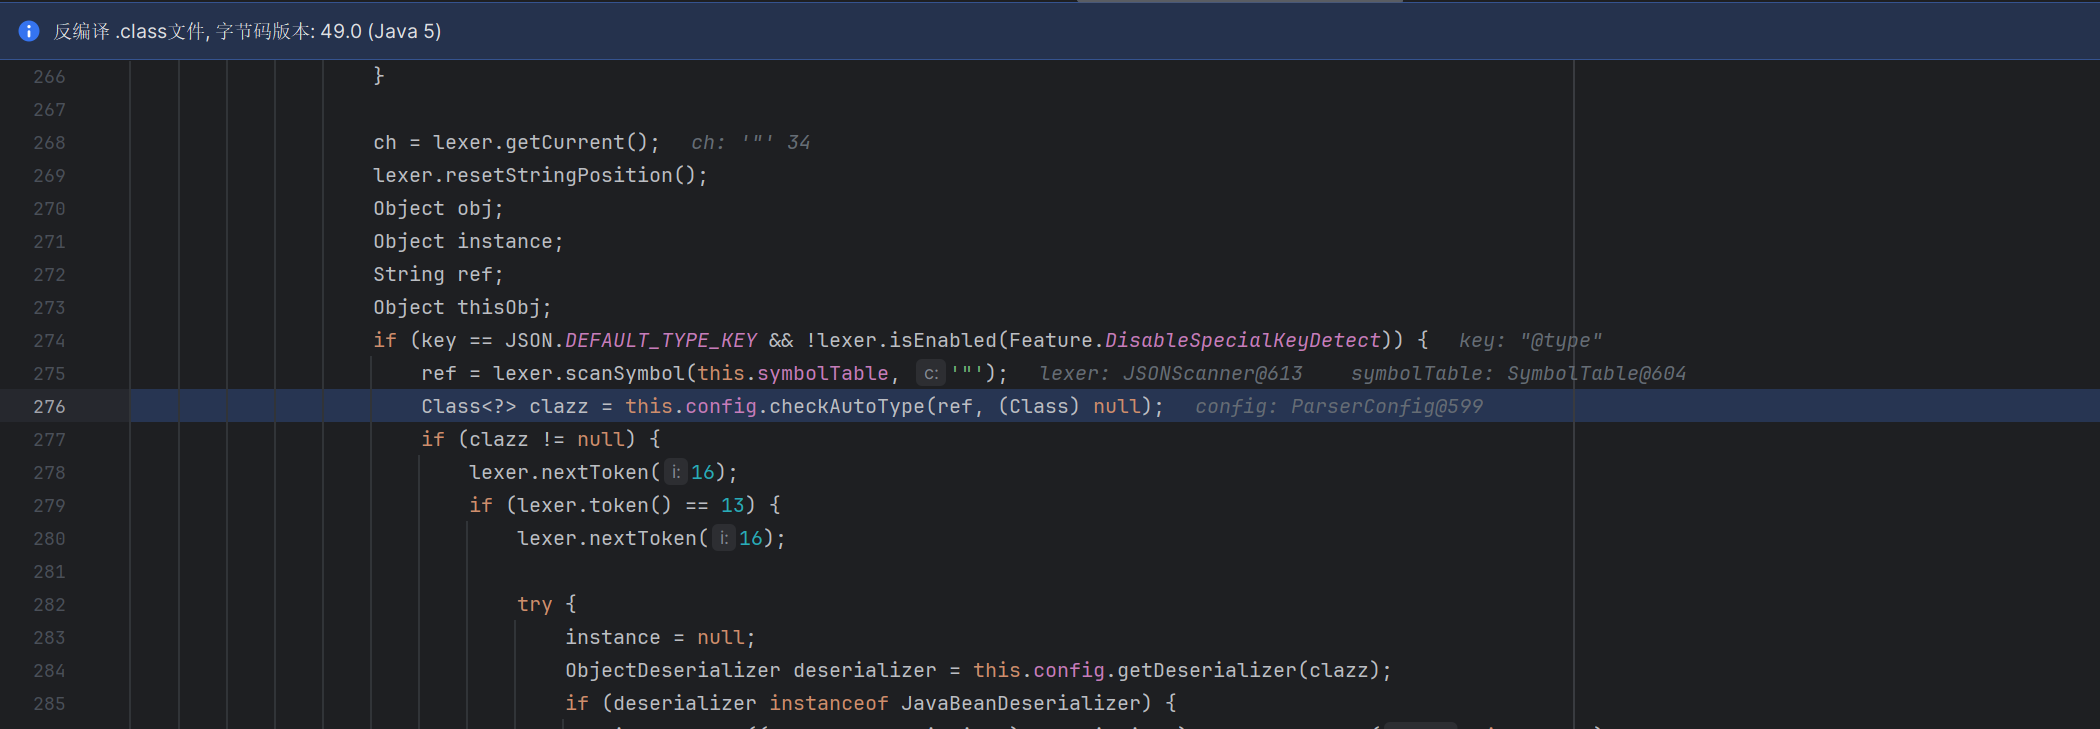 反编译 .class文件, 字节码版本: 49.0 (Java 5)
266 }
267
268 ch = lexer.getCurrent(); ch: '"' 34
269 lexer.resetStringPosition();
270 Object obj;
271 Object instance;
272 String ref;
273 Object thisObj;
274 if (key == JSON.DEFAULT_TYPE_KEY && !lexer.isEnabled(Feature.DisableSpecialKeyDetect)) { key: "@type"
275 ref = lexer.scanSymbol(this.symbolTable, c: '"'); lexer: JSONScanner@613 symbolTable: SymbolTable@604
276 Class<?> clazz = this.config.checkAutoType(ref, (Class) null); config: ParserConfig@599
277 if (clazz != null) {
278 lexer.nextToken( i: 16);
279 if (lexer.token() == 13) {
280 lexer.nextToken( i: 16);
281
282 try {
283 instance = null;
284 ObjectDeserializer deserializer = this.config.getDeserializer(clazz);
285 if (deserializer instanceof JavaBeanDeserializer) {